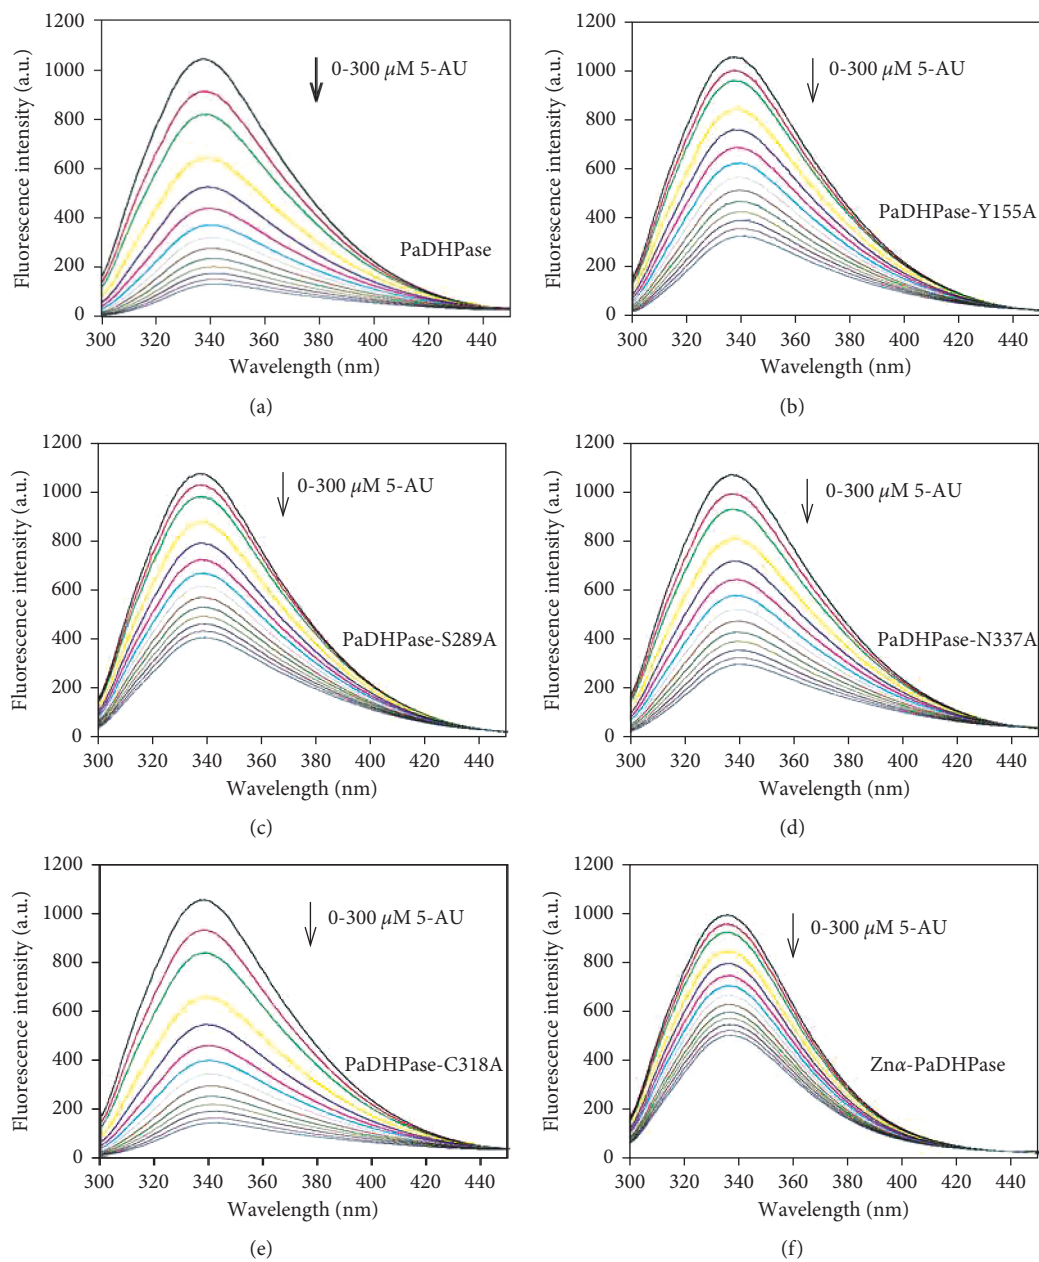 1200
1000
800
600
400
200
0
Fluorescence intensity (a.u.)
0-300 μM 5-AU
PaDHPase
300 320 340 360 380 400 420 440
Wavelength (nm)
(a)
1200
1000
800
600
400
200
0
Fluorescence intensity (a.u.)
0-300 μM 5-AU
PaDHPase-Y155A
300 320 340 360 380 400 420 440
Wavelength (nm)
(b)
1200
1000
800
600
400
200
0
Fluorescence intensity (a.u.)
0-300 μM 5-AU
PaDHPase-S289A
300 320 340 360 380 400 420 440
Wavelength (nm)
(c)
1200
1000
800
600
400
200
0
Fluorescence intensity (a.u.)
0-300 μM 5-AU
PaDHPase-N337A
300 320 340 360 380 400 420 440
Wavelength (nm)
(d)
1200
1000
800
600
400
200
0
Fluorescence intensity (a.u.)
0-300 μM 5-AU
PaDHPase-C318A
300 320 340 360 380 400 420 440
Wavelength (nm)
(e)
1200
1000
800
600
400
200
0
Fluorescence intensity (a.u.)
0-300 μM 5-AU
Znα-PaDHPase
300 320 340 360 380 400 420 440
Wavelength (nm)
(f)